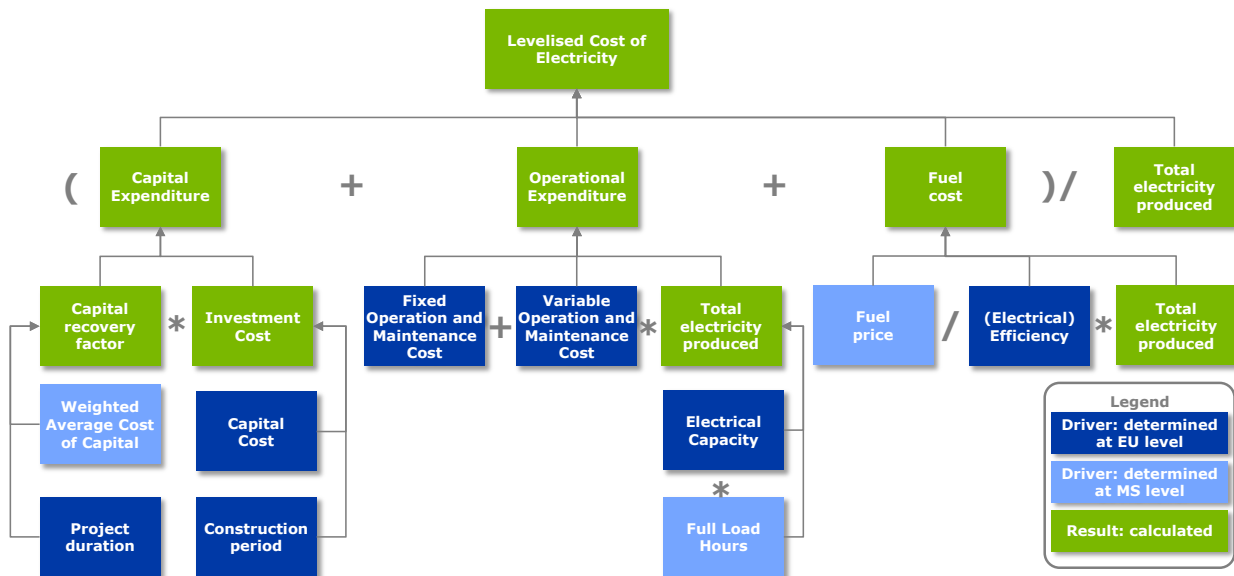 Levelised Cost of
Electricity
(
Capital
Expenditure
+
Operational
Expenditure
+
Fuel
cost
)/
Total
electricity
produced
Capital
recovery
factor
*
Investment
Cost
Fixed
Operation and
Maintenance
Cost
+
Variable
Operation and
Maintenance
Cost
*
Total
electricity
produced
Fuel
price
/
(Electrical)
Efficiency
*
Total
electricity
produced
Weighted
Average Cost
of Capital
Capital
Cost
Electrical
Capacity
*
Project
duration
Construction
period
Full Load
Hours
Legend
Driver: determined
at EU level
Driver: determined
at MS level
Result: calculated